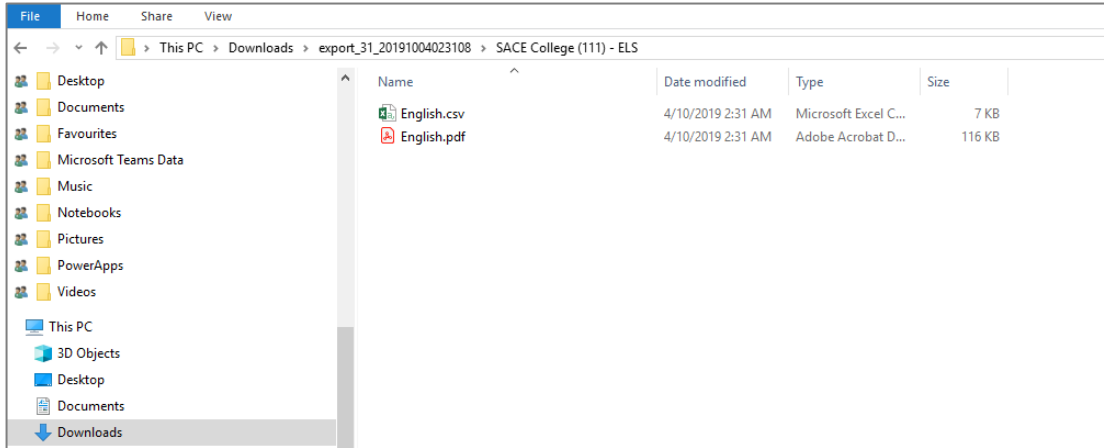 File Home Share View
This PC > Downloads > export_31_20191004023108 > SACE College (111) - ELS
Name Date modified Type Size
English.csv 4/10/2019 2:31 AM Microsoft Excel C... 7 KB
English.pdf 4/10/2019 2:31 AM Adobe Acrobat D... 116 KB
Desktop
Documents
Favourites
Microsoft Teams Data
Music
Notebooks
Pictures
PowerApps
Videos
This PC
3D Objects
Desktop
Documents
Downloads